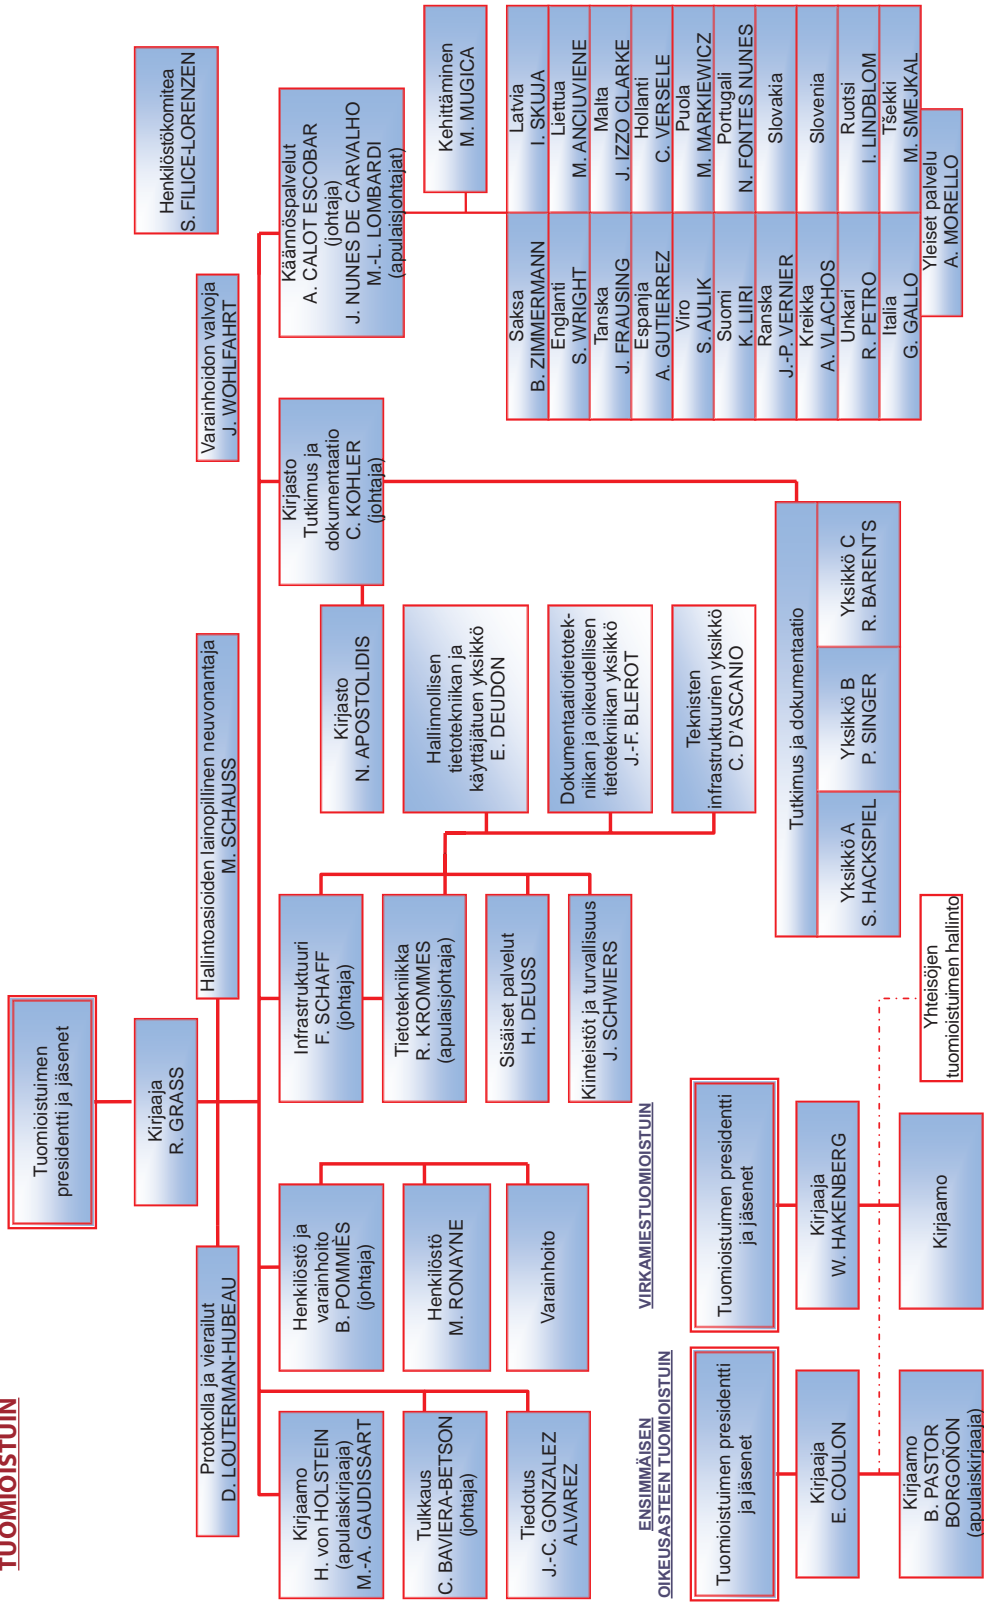 TUOMIOISTUIN
Tuomioistuimen
presidentti ja jäsenet
Kirjaaja
R. GRASS
Henkilöstökomitea
S. FILICE-LORENZEN
Protokolla ja vierailut
D. LOUTERMAN-HUBEAU
Hallintoasioiden lainopillinen neuvonantaja
M. SCHAUSS
Varainhoidon valvoja
J. WOHLFAHRT
Kirjaamo
H. von HOLSTEIN
(apulaiskirjaaja)
M.-A. GAUDISSART
Tulkkaus
C. BAVIERA-BETSON
(johtaja)
Tiedotus
J.-C. GONZALEZ
ALVAREZ
Henkilöstö ja
varainhoito
B. POMMIÈS
(johtaja)
Henkilöstö
M. RONAYNE
Varainhoito
Infrastruktuuri
F. SCHAFF
(johtaja)
Tietotekniikka
R. KROMMES
(apulaisjohtaja)
Sisäiset palvelut
H. DEUSS
Kiinteistöt ja turvallisuus
J. SCHWIERS
Hallinnollisen
tietotekniikan ja
käyttäjätuen yksikkö
E. DEUDON
Dokumentaatiotietotek-
niikan ja oikeudellisen
tietotekniikan yksikkö
J.-F. BLEROT
Teknisten
infrastruktuurien yksikkö
C. D’ASCANIO
Kirjasto
Tutkimus ja
dokumentaatio
C. KOHLER
(johtaja)
Kirjasto
N. APOSTOLIDIS
Tutkimus ja dokumentaatio
Yksikkö A
S. HACKSPIEL
Yksikkö B
P. SINGER
Yksikkö C
R. BARENTS
Käännöspalvelut
A. CALOT ESCOBAR
(johtaja)
J. NUNES DE CARVALHO
M.-L. LOMBARDI
(apulaisjohtajat)
Kehittäminen
M. MUGICA
Saksa
B. ZIMMERMANN
Latvia
I. SKUJA
Englanti
S. WRIGHT
Liettua
M. ANCIUVIENE
Tanska
J. FRAUSING
Malta
J. IZZO CLARKE
Espanja
A. GUTIERREZ
Hollanti
C. VERSELE
Viro
S. AULIK
Puola
M. MARKIEWICZ
Suomi
K. LIIRI
Portugali
N. FONTES NUNES
Ranska
J.-P. VERNIER
Slovakia
Kreikka
A. VLACHOS
Slovenia
Unkari
R. PETRO
Ruotsi
I. LINDBLOM
Italia
G. GALLO
Tšekki
M. SMEJKAL
Yleiset palvelu
A. MORELLO
ENSIMMÄISEN
OIKEUSASTEEN TUOMIOISTUIN
Tuomioistuimen presidentti
ja jäsenet
Kirjaaja
E. COULON
Kirjaamo
B. PASTOR
BORGOÑON
(apulaiskirjaaja)
VIRKAMIESTUOMIOISTUIN
Tuomioistuimen presidentti
ja jäsenet
Kirjaaja
W. HAKENBERG
Kirjaamo
Yhteisöjen
tuomioistuimen hallinto